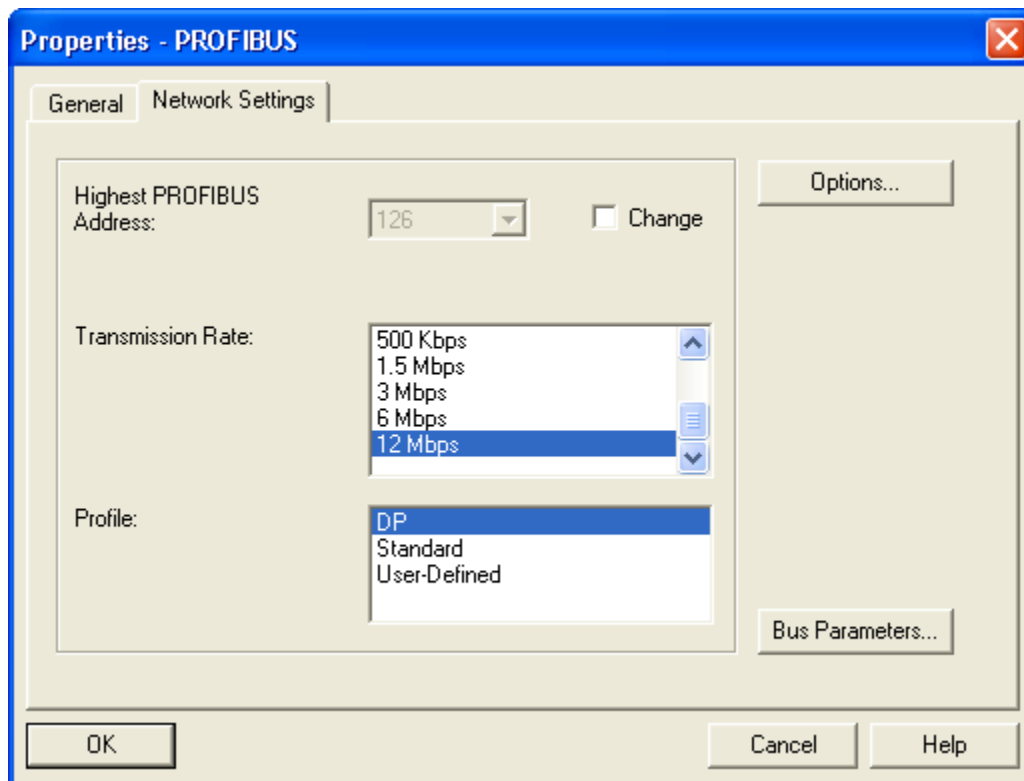 Properties - PROFIBUS
General
Network Settings
Highest PROFIBUS
Address:
126
Change
Options...
Transmission Rate:
500 Kbps
1.5 Mbps
3 Mbps
6 Mbps
12 Mbps
Profile:
DP
Standard
User-Defined
Bus Parameters...
OK
Cancel
Help